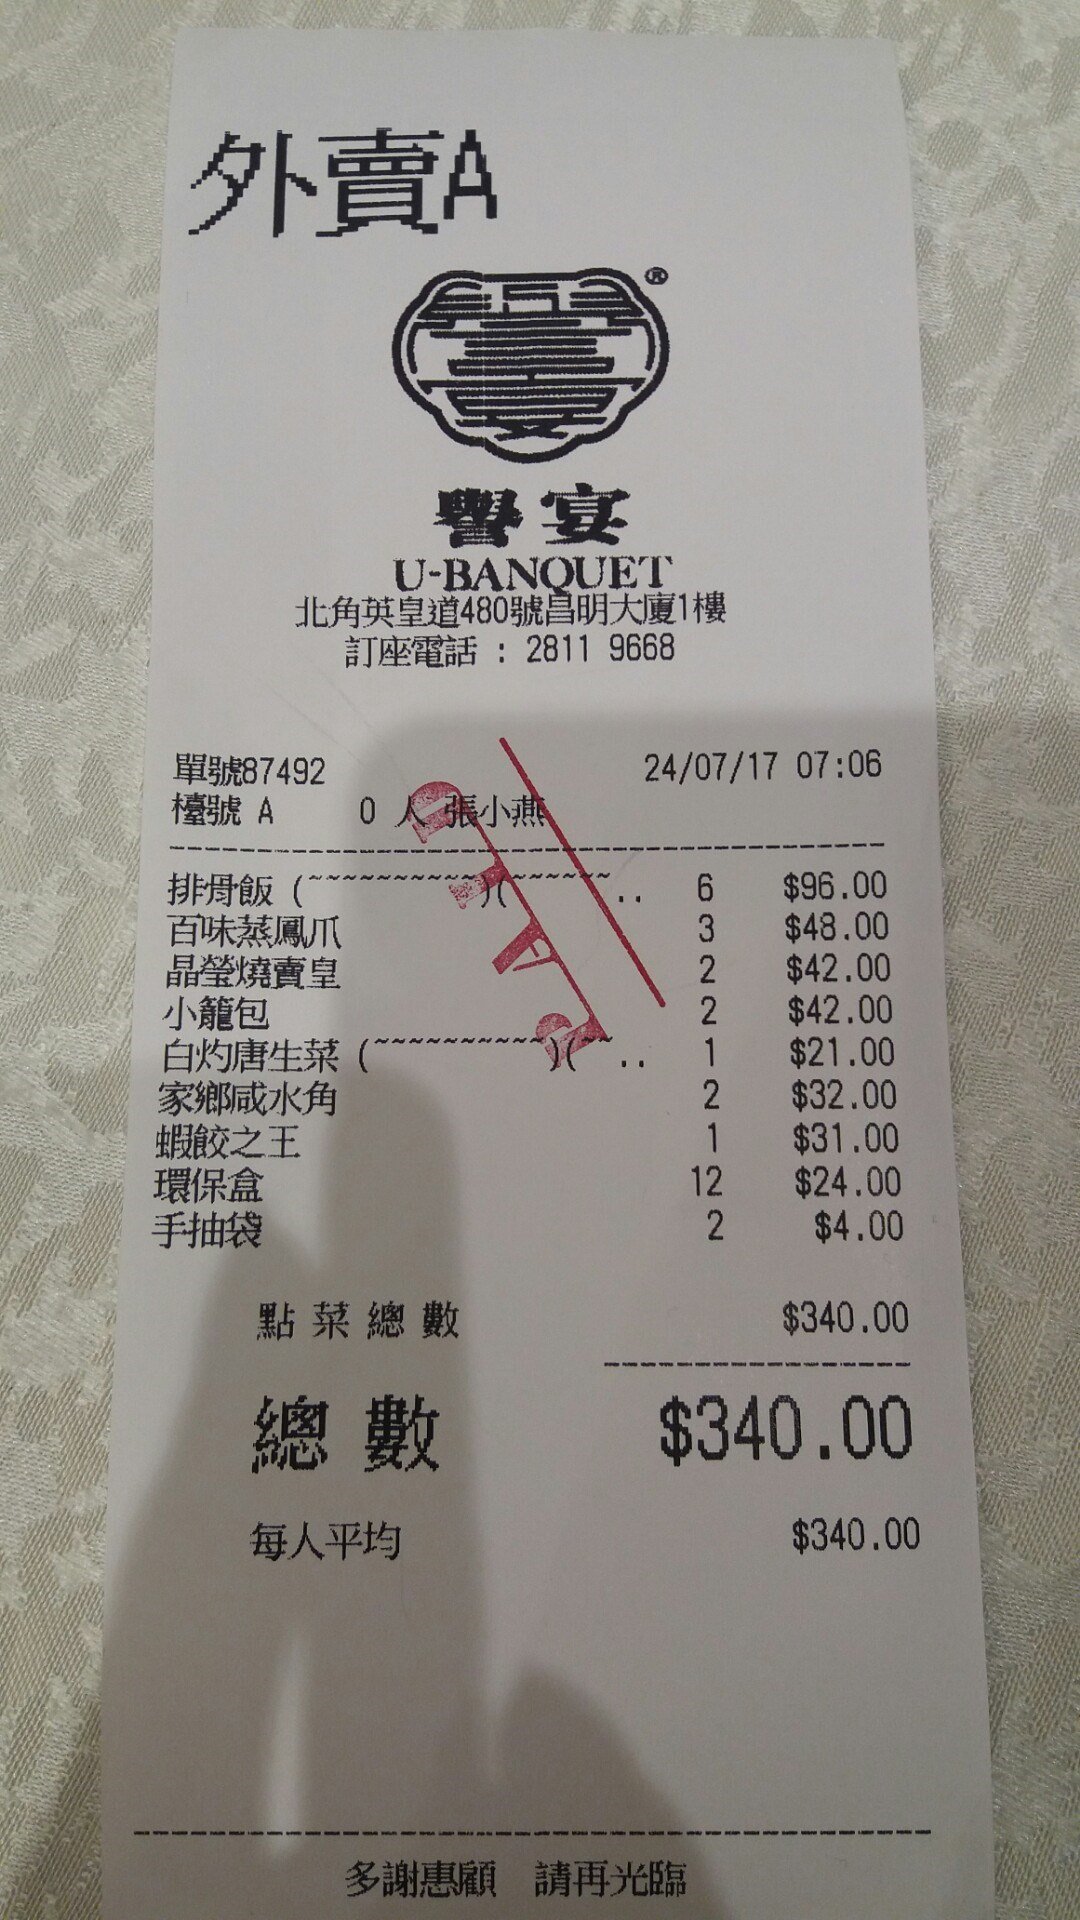 外賣A
®
譽宴
U-BANQUET
北角英皇道480號昌明大廈1樓
訂座電話 : 2811 9668
單號87492 24/07/17 07:06
檯號 A 0 人 張小燕
排骨飯 (~~~~~~~~~~)(~~~~~~.. 6 $96.00
百味蒸鳳爪 3 $48.00
晶瑩燒賣皇 2 $42.00
小籠包 2 $42.00
白灼唐生菜 (~~~~~~~~~~)(~~.. 1 $21.00
家鄉咸水角 2 $32.00
蝦餃之王 1 $31.00
環保盒 12 $24.00
手抽袋 2 $4.00
點菜總數 $340.00
總數 $340.00
每人平均 $340.00
多謝惠顧 請再光臨